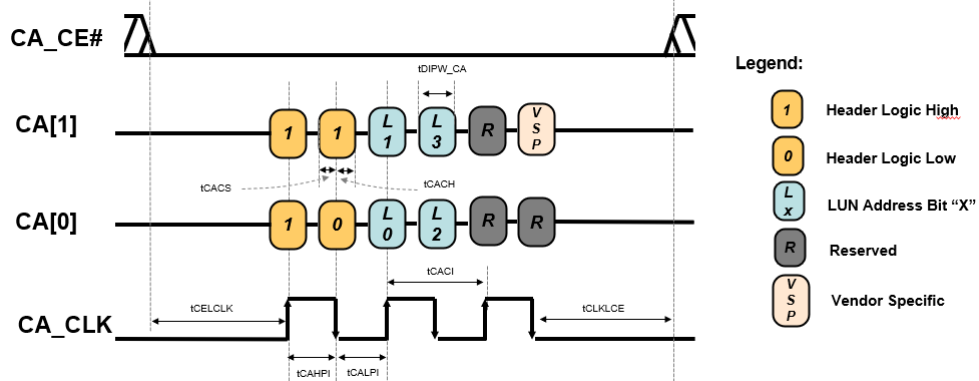 CA_CE#
tDIPW_CA
CA[1]
1
1
L
1
L
3
R
V
S
P
tCACS
tCACH
CA[0]
1
0
L
0
L
2
R
R
tCACI
tCELCLK
tCLKLCE
CA_CLK
tCAHPI
tCALPI
Legend:
1
Header Logic High
0
Header Logic Low
L
x
LUN Address Bit “X”
R
Reserved
V
S
P
Vendor Specific